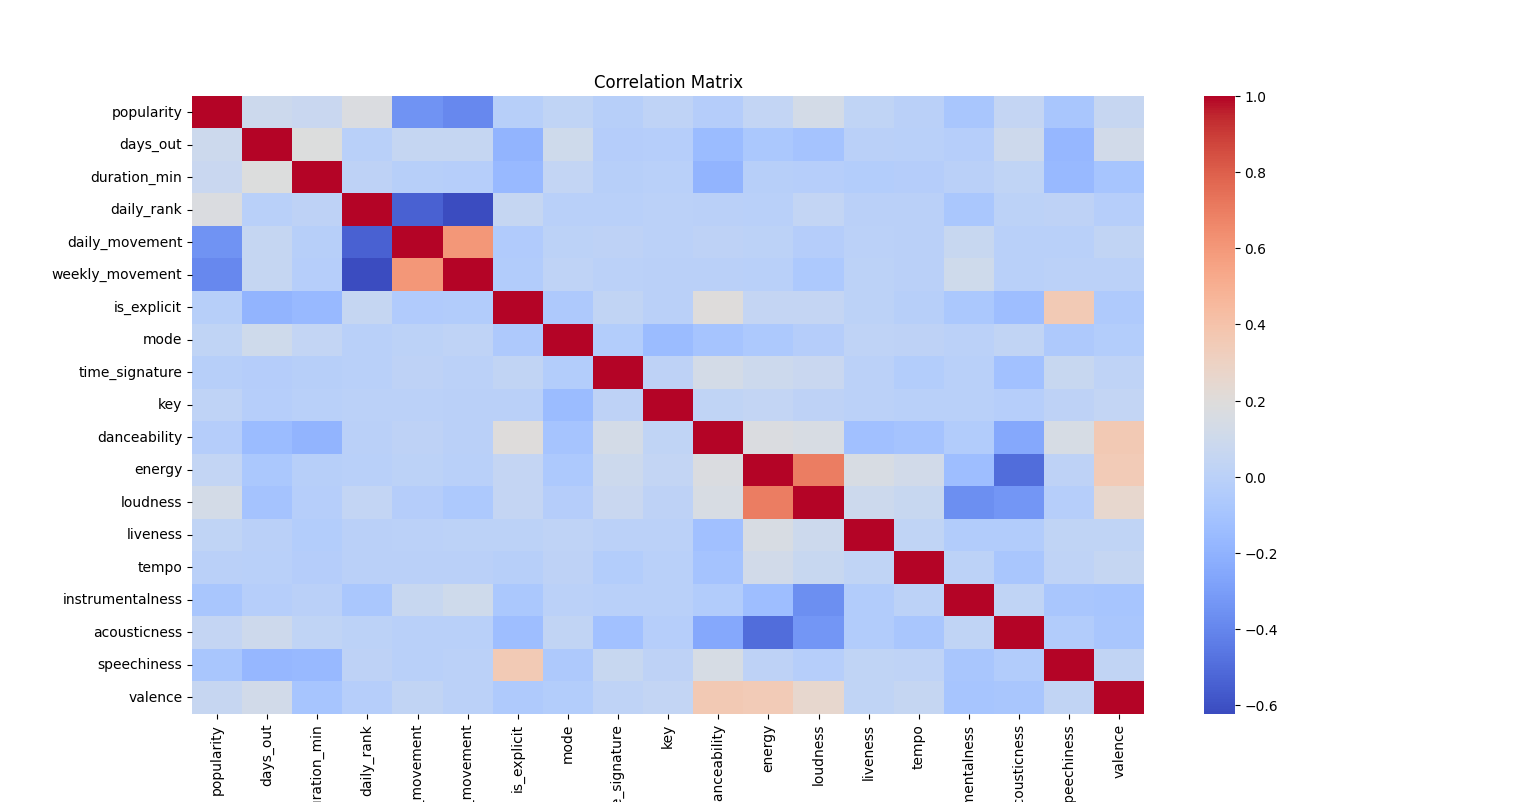 Correlation Matrix
popularity
days_out
duration_min
daily_rank
daily_movement
weekly_movement
is_explicit
mode
time_signature
key
danceability
energy
loudness
liveness
tempo
instrumentalness
acousticness
speechiness
valence
popularity
days_out
uration_min
daily_rank
_movement
_movement
is_explicit
mode
e_signature
key
anceability
energy
loudness
liveness
tempo
mentalness
cousticness
peechiness
valence
1.0
0.8
0.6
0.4
0.2
0.0
−0.2
−0.4
−0.6